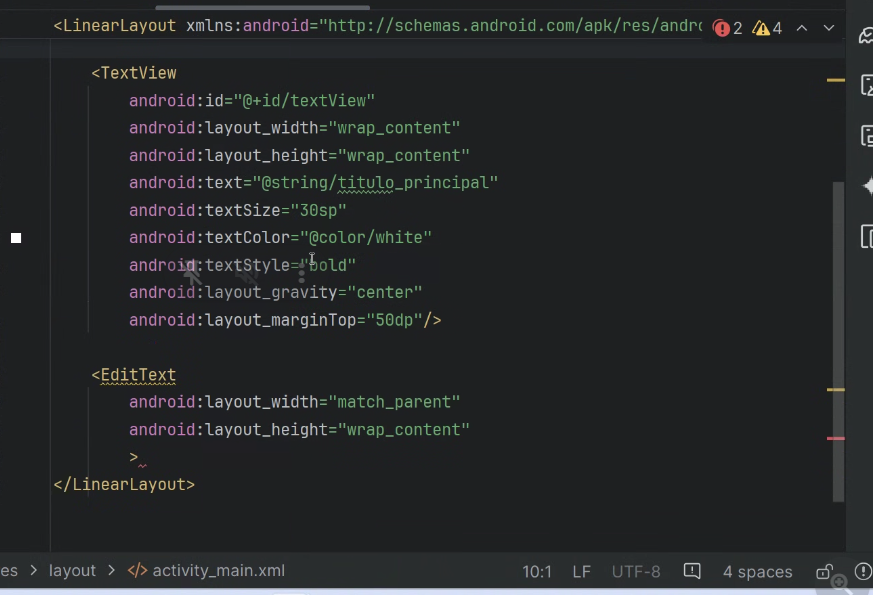 <LinearLayout xmlns:android="http://schemas.android.com/apk/res/andro 2 4
<TextView
android:id="@+id/textView"
android:layout_width="wrap_content"
android:layout_height="wrap_content"
android:text="@string/titulo_principal"
android:textSize="30sp"
android:textColor="@color/white"
android:textStyle="bold"
android:layout_gravity="center"
android:layout_marginTop="50dp"/>
<EditText
android:layout_width="match_parent"
android:layout_height="wrap_content"
>
</LinearLayout>
es > layout > </> activity_main.xml 10:1 LF UTF-8 4 spaces